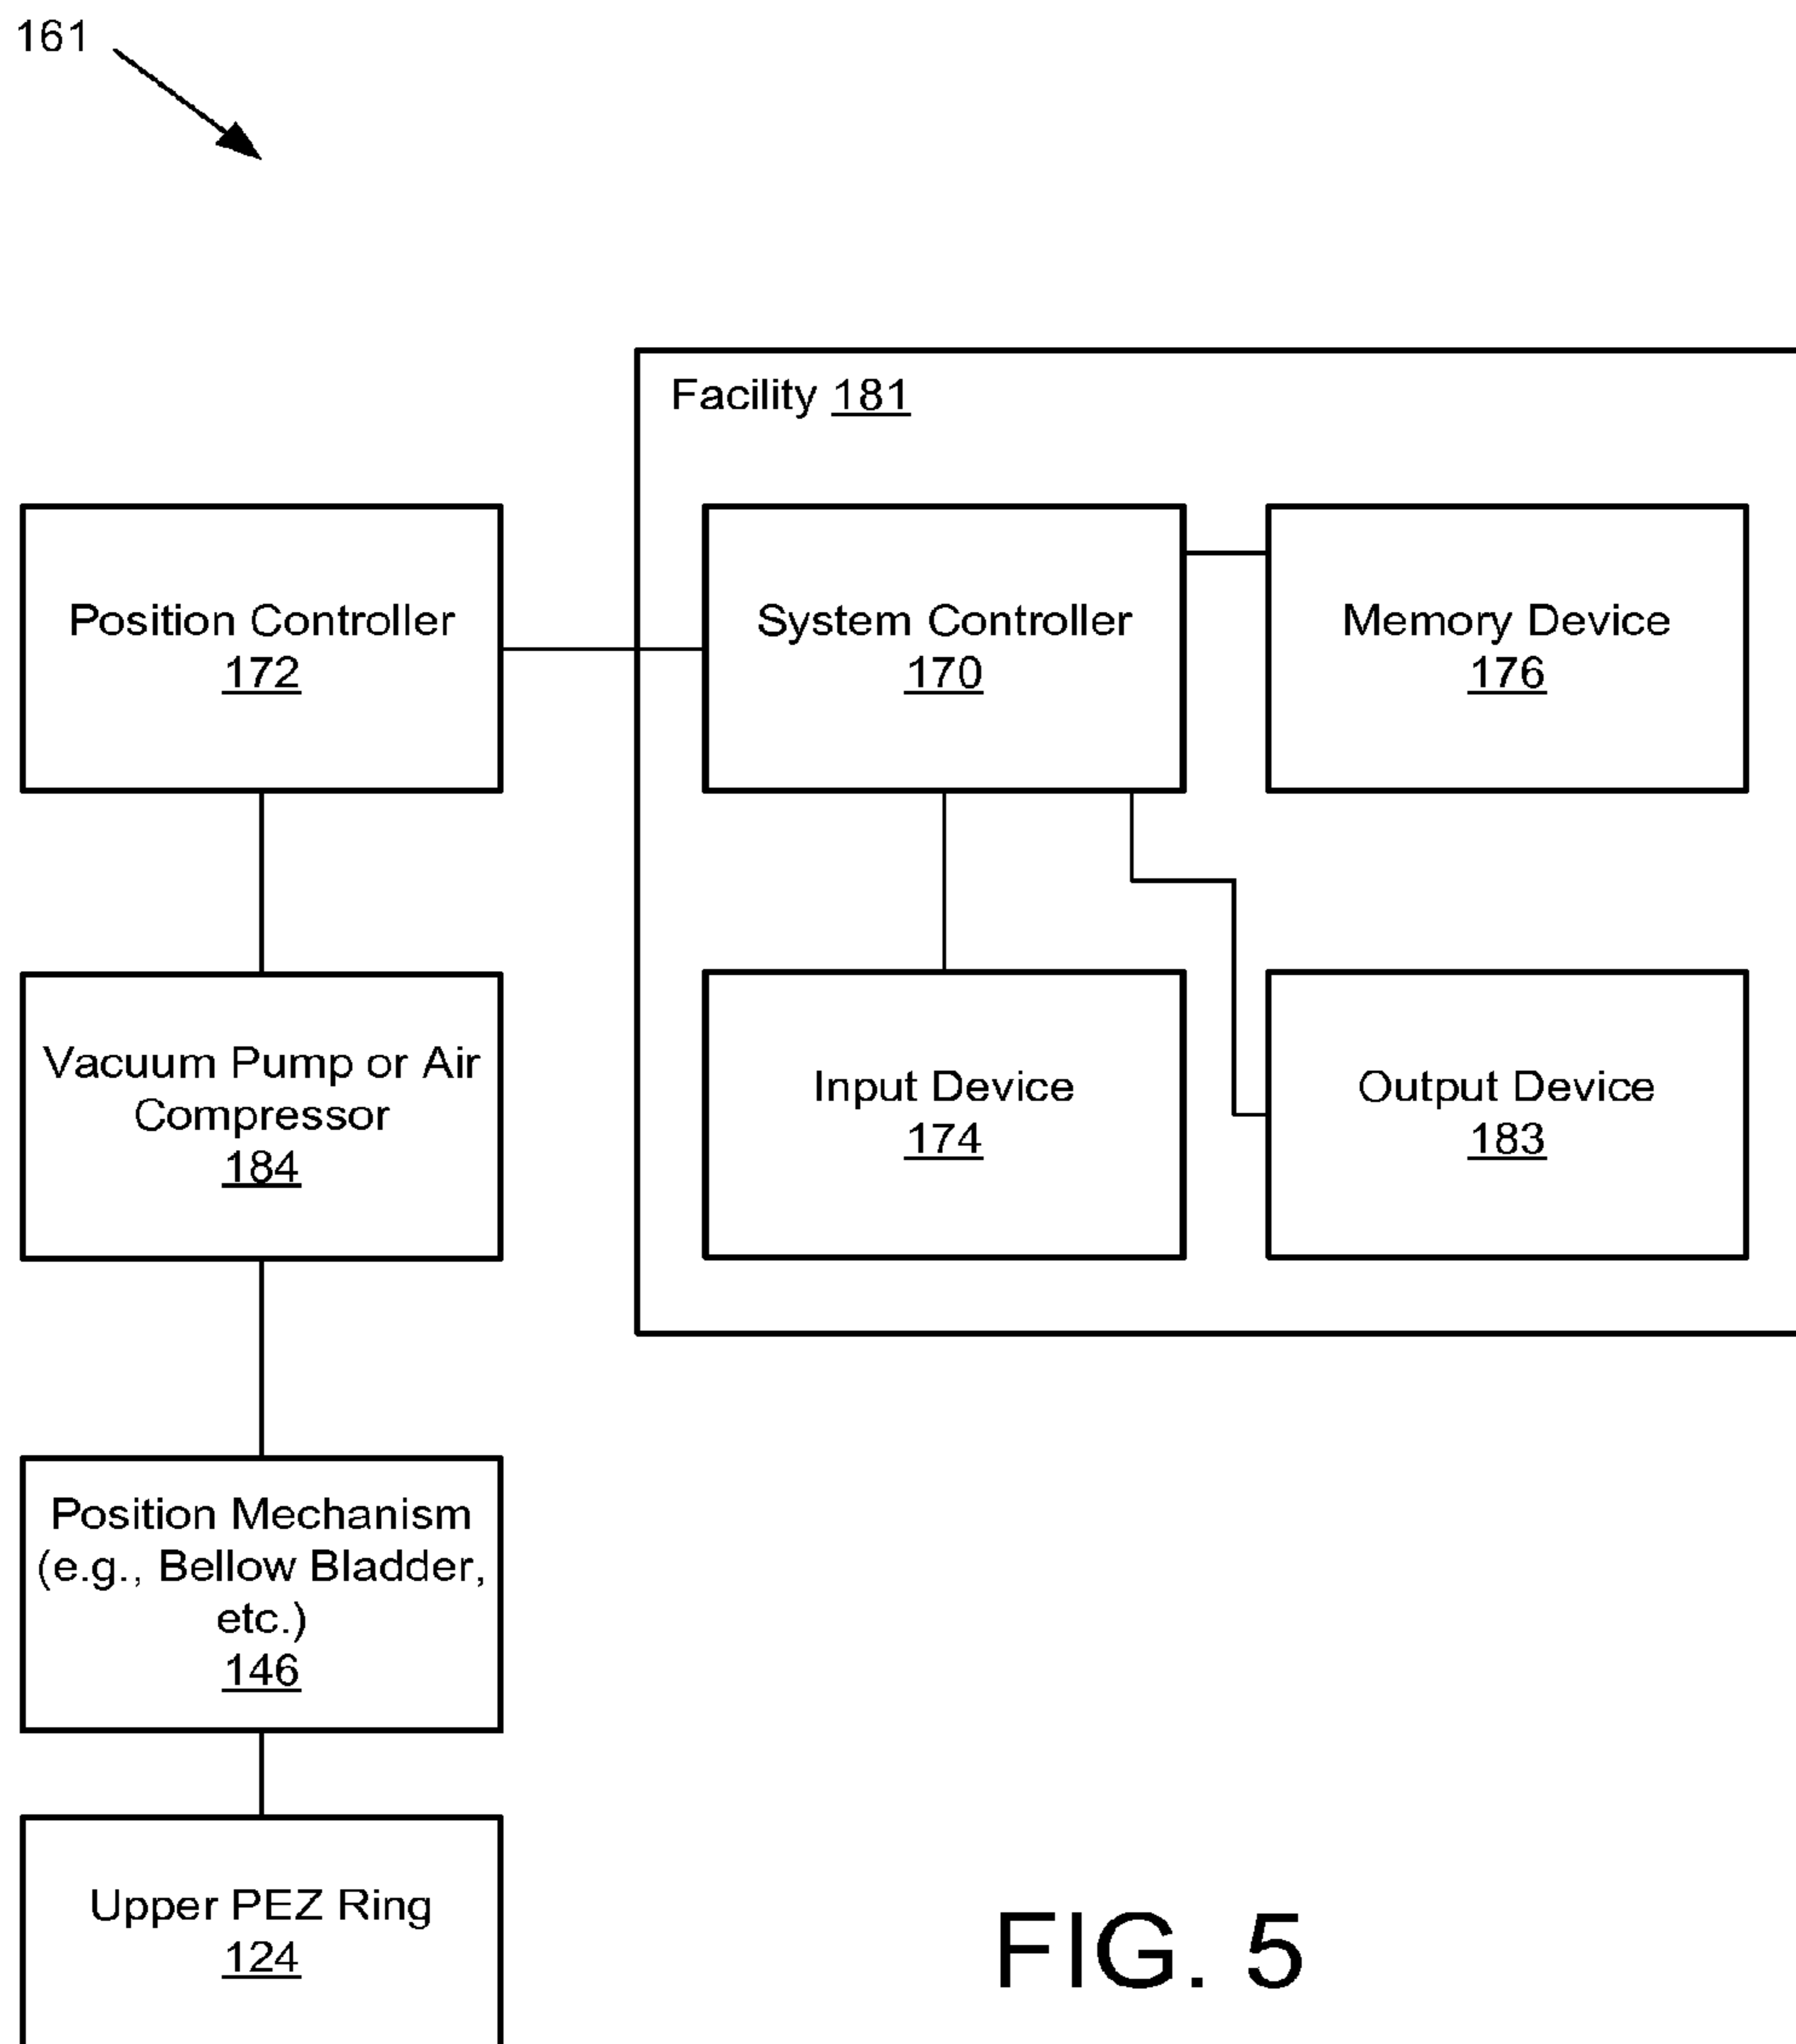 161
Facility 181
Position Controller
172
System Controller
170
Memory Device
176
Vacuum Pump or Air
Compressor
184
Input Device
174
Output Device
183
Position Mechanism
(e.g., Bellow Bladder,
etc.)
146
Upper PEZ Ring
124
FIG. 5